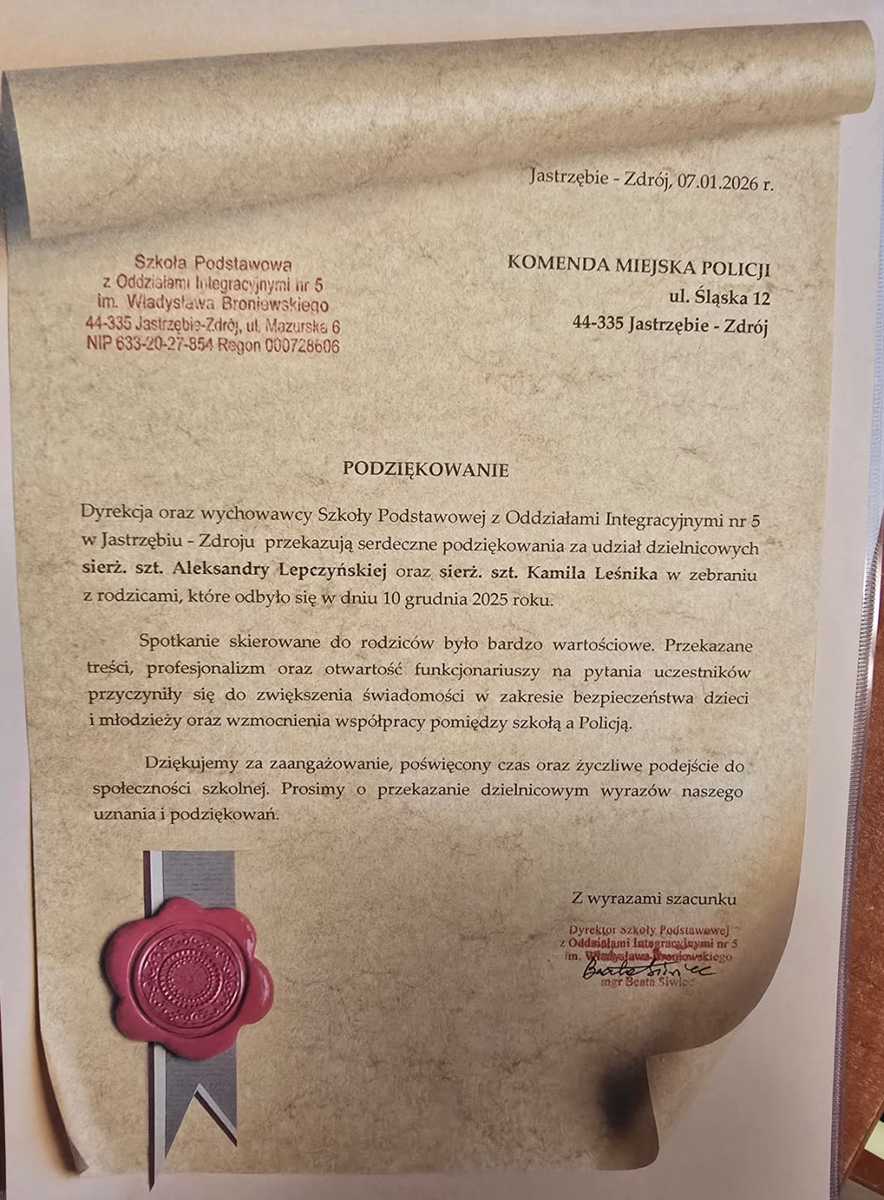 Jastrzębie - Zdrój, 07.01.2026 r.
Szkoła Podstawowa
z Oddziałami Integracyjnymi nr 5
im. Władysława Broniewskiego
44-335 Jastrzębie-Zdrój, ul. Mazurska 6
NIP 633-20-27-854 Regon 000728606
KOMENDA MIEJSKA POLICJI
ul. Śląska 12
44-335 Jastrzębie - Zdrój
PODZIĘKOWANIE
Dyrekcja oraz wychowawcy Szkoły Podstawowej z Oddziałami Integracyjnymi nr 5
w Jastrzębiu - Zdroju przekazują serdeczne podziękowania za udział dzielnicowych
sierż. szt. Aleksandry Lepczyńskiej oraz sierż. szt. Kamila Leśnika w zebraniu
z rodzicami, które odbyło się w dniu 10 grudnia 2025 roku.
Spotkanie skierowane do rodziców było bardzo wartościowe. Przekazane
treści, profesjonalizm oraz otwartość funkcjonariuszy na pytania uczestników
przyczyniły się do zwiększenia świadomości w zakresie bezpieczeństwa dzieci
i młodzieży oraz wzmocnienia współpracy pomiędzy szkołą a Policją.
Dziękujemy za zaangażowanie, poświęcony czas oraz życzliwe podejście do
społeczności szkolnej. Prosimy o przekazanie dzielnicowym wyrazów naszego
uznania i podziękowań.
Z wyrazami szacunku
Dyrektor Szkoły Podstawowej
z Oddziałami Integracyjnymi nr 5
im. Władysława Broniewskiego
Beata Siwiec
mgr Beata Siwiec